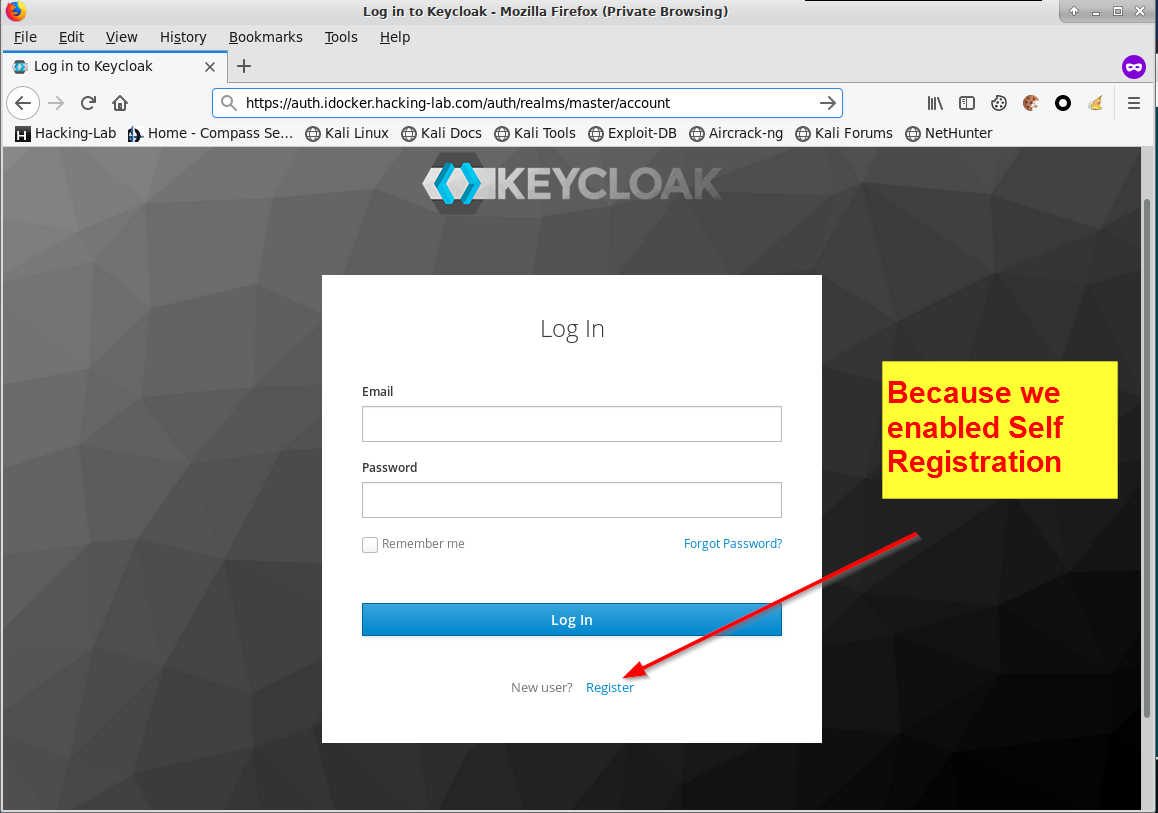 Log in to Keycloak - Mozilla Firefox (Private Browsing)
File Edit View History Bookmarks Tools Help
Log in to Keycloak
https://auth.idocker.hacking-lab.com/auth/realms/master/account
Hacking-Lab Home - Compass Se... Kali Linux Kali Docs Kali Tools Exploit-DB Aircrack-ng Kali Forums NetHunter
KEYCLOAK
Log In
Email
Password
Remember me Forgot Password?
Log In
New user? Register
Because we
enabled Self
Registration